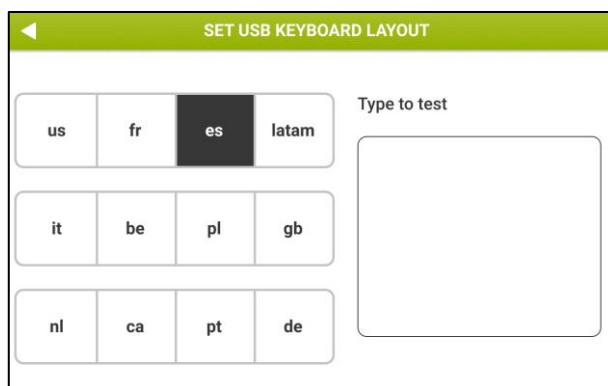 SET USB KEYBOARD LAYOUT
us fr es latam
Type to test
it be pl gb
nl ca pt de